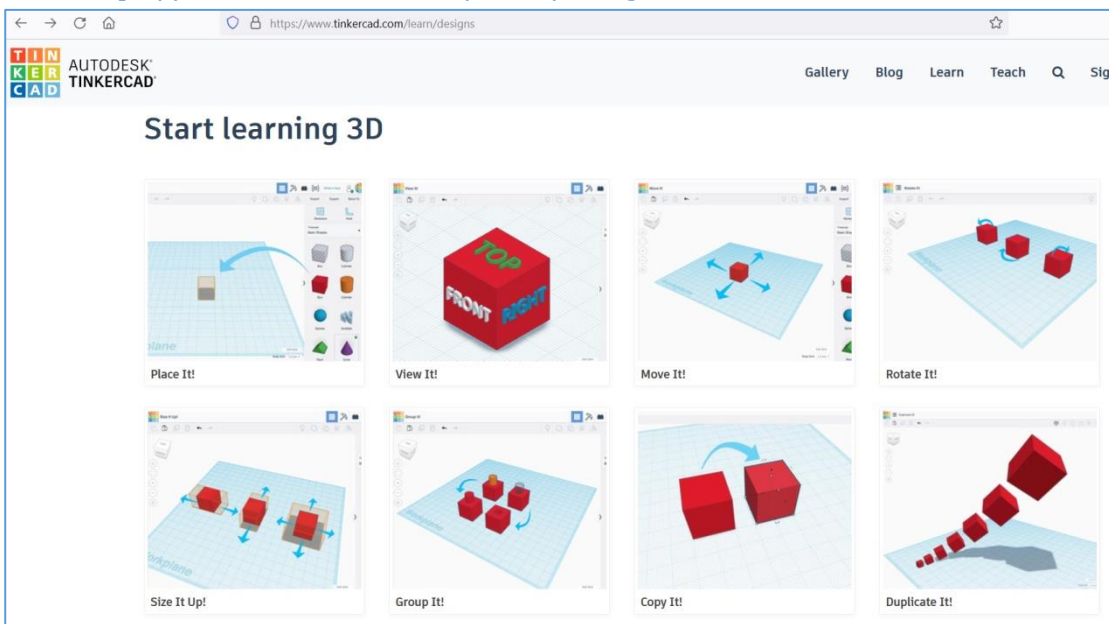 https://www.tinkercad.com/learn/designs
TIN
KER
CAD
AUTODESK®
TINKERCAD®
Gallery Blog Learn Teach Sig
Start learning 3D
TOP
FRONT RIGHT
Place It! View It! Move It! Rotate It!
Size It Up! Group It! Copy It! Duplicate It!